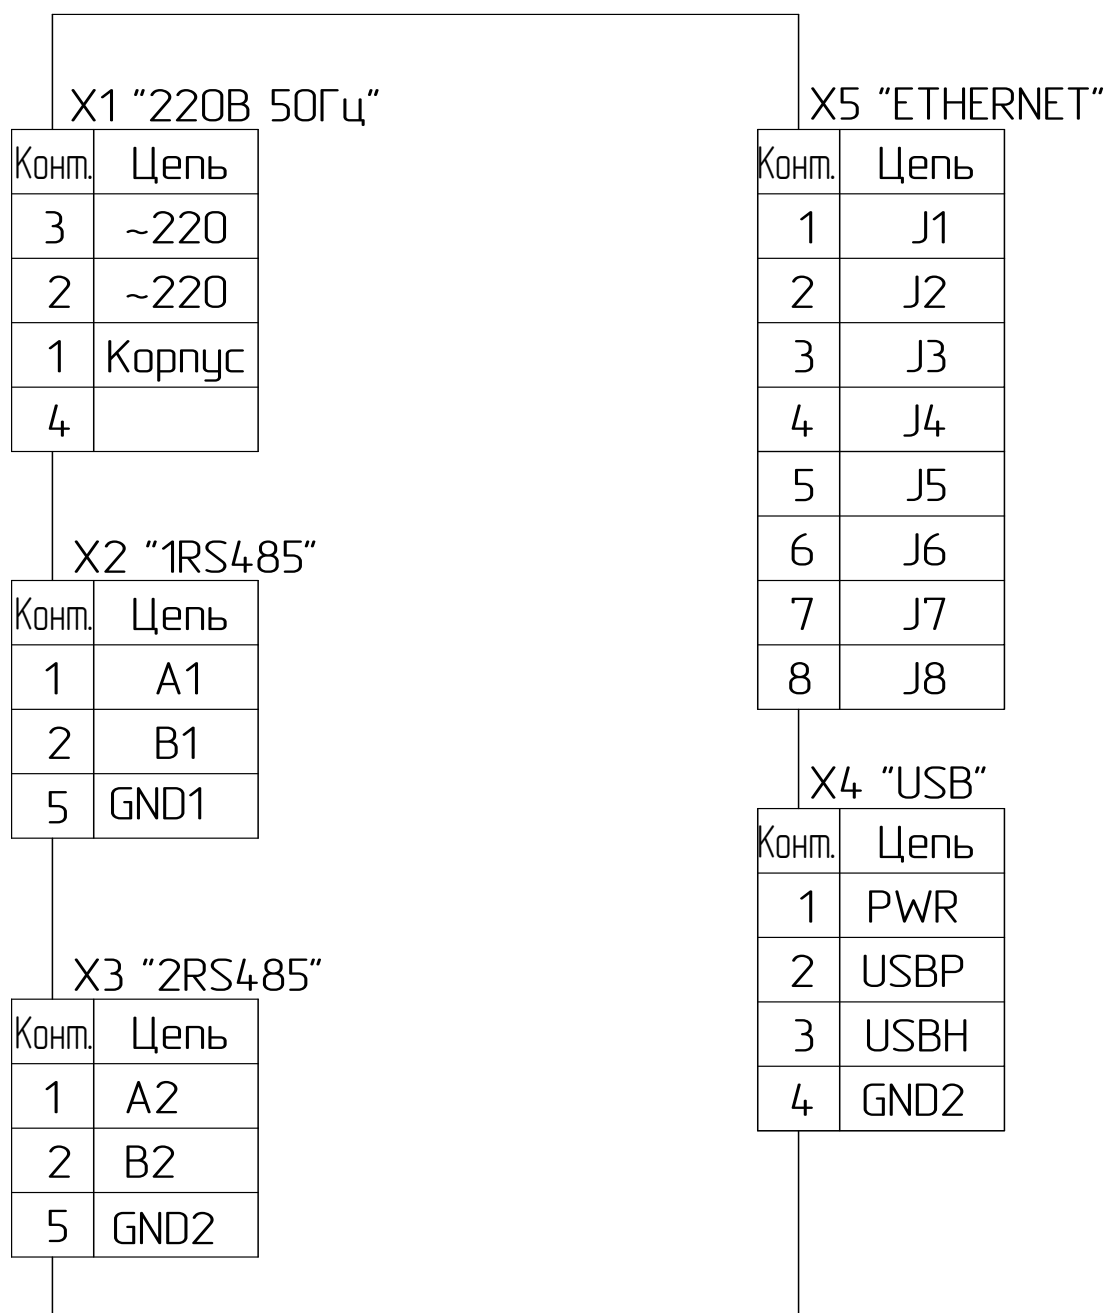 X1 "220В 50Гц"
Конт. Цепь
3 ~220
2 ~220
1 Корпус
4
X2 "1RS485"
Конт. Цепь
1 A1
2 B1
5 GND1
X3 "2RS485"
Конт. Цепь
1 A2
2 B2
5 GND2
X5 "ETHERNET"
Конт. Цепь
1 J1
2 J2
3 J3
4 J4
5 J5
6 J6
7 J7
8 J8
X4 "USB"
Конт. Цепь
1 PWR
2 USBP
3 USBH
4 GND2